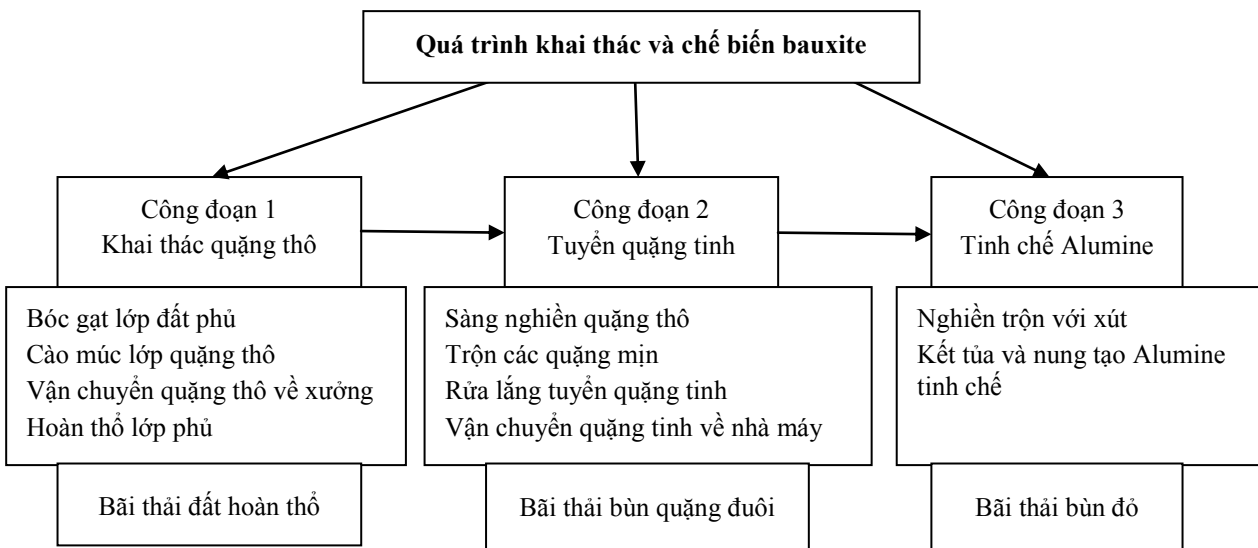 Quá trình khai thác và chế biến bauxite
Công đoạn 1
Khai thác quặng thô
Công đoạn 2
Tuyển quặng tinh
Công đoạn 3
Tinh chế Alumine
Bóc gạt lớp đất phủ
Cào múc lớp quặng thô
Vận chuyển quặng thô về xưởng
Hoàn thổ lớp phủ
Sàng nghiền quặng thô
Trộn các quặng mịn
Rửa lắng tuyển quặng tinh
Vận chuyển quặng tinh về nhà máy
Nghiền trộn với xút
Kết tủa và nung tạo Alumine
tinh chế
Bãi thải đất hoàn thổ
Bãi thải bùn quặng đuôi
Bãi thải bùn đỏ